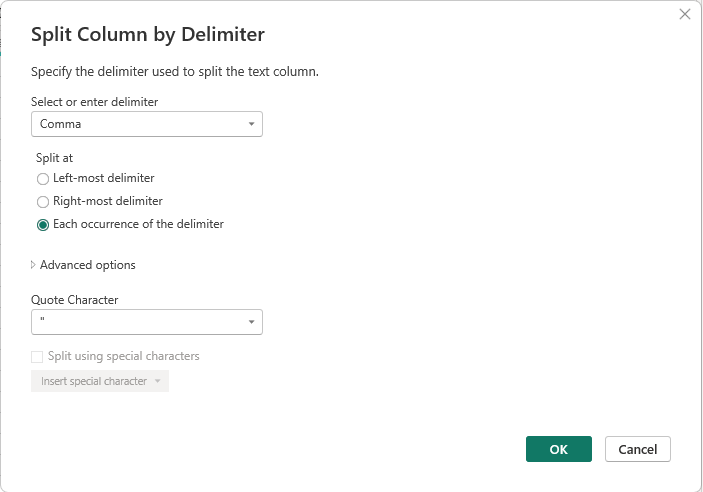 Split Column by Delimiter
Specify the delimiter used to split the text column.
Select or enter delimiter
Comma
Split at
Left-most delimiter
Right-most delimiter
Each occurrence of the delimiter
Advanced options
Quote Character
"
Split using special characters
Insert special character
OK
Cancel